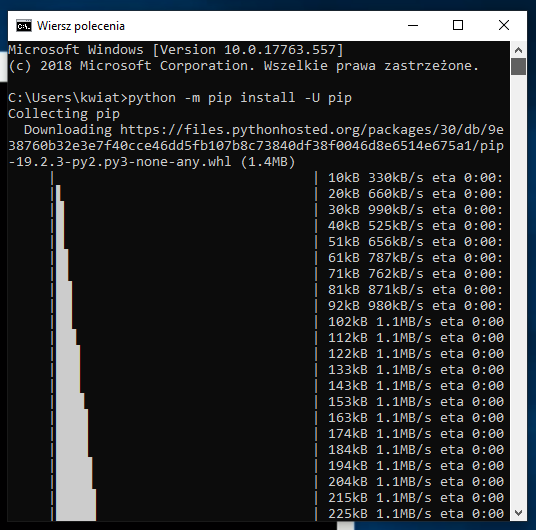 Wiersz polecenia
Microsoft Windows [Version 10.0.17763.557]
(c) 2018 Microsoft Corporation. Wszelkie prawa zastrzeżone.
C:\Users\kwiat>python -m pip install -U pip
Collecting pip
Downloading https://files.pythonhosted.org/packages/30/db/9e
38760b32e3e7f40cce46dd5fb107b8c73840df38f0046d8e6514e675a1/pip
-19.2.3-py2.py3-none-any.whl (1.4MB)
| | 10kB 330kB/s eta 0:00:
| | 20kB 660kB/s eta 0:00:
| | 30kB 990kB/s eta 0:00:
| | 40kB 525kB/s eta 0:00:
| | 51kB 656kB/s eta 0:00:
| | 61kB 787kB/s eta 0:00:
| | 71kB 762kB/s eta 0:00:
| | 81kB 871kB/s eta 0:00:
| | 92kB 980kB/s eta 0:00:
| | 102kB 1.1MB/s eta 0:00
| | 112kB 1.1MB/s eta 0:00
| | 122kB 1.1MB/s eta 0:00
| | 133kB 1.1MB/s eta 0:00
| | 143kB 1.1MB/s eta 0:00
| | 153kB 1.1MB/s eta 0:00
| | 163kB 1.1MB/s eta 0:00
| | 174kB 1.1MB/s eta 0:00
| | 184kB 1.1MB/s eta 0:00
| | 194kB 1.1MB/s eta 0:00
| | 204kB 1.1MB/s eta 0:00
| | 215kB 1.1MB/s eta 0:00
| | 225kB 1.1MB/s eta 0:00